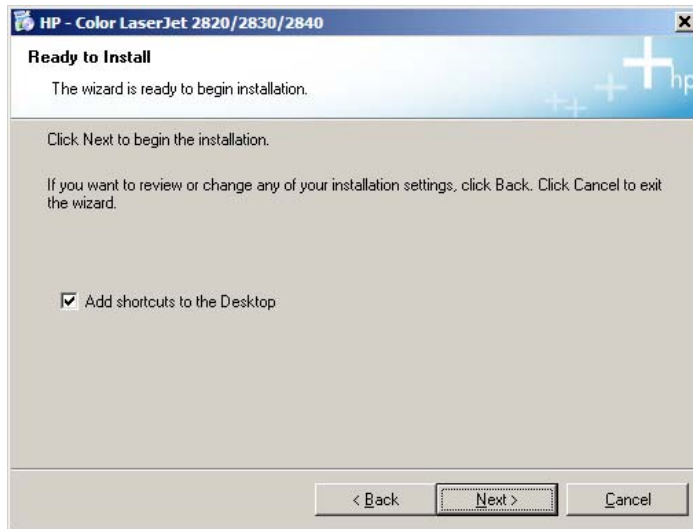 HP - Color LaserJet 2820/2830/2840
Ready to Install
The wizard is ready to begin installation.
hp
Click Next to begin the installation.
If you want to review or change any of your installation settings, click Back. Click Cancel to exit
the wizard.
Add shortcuts to the Desktop
< Back Next > Cancel